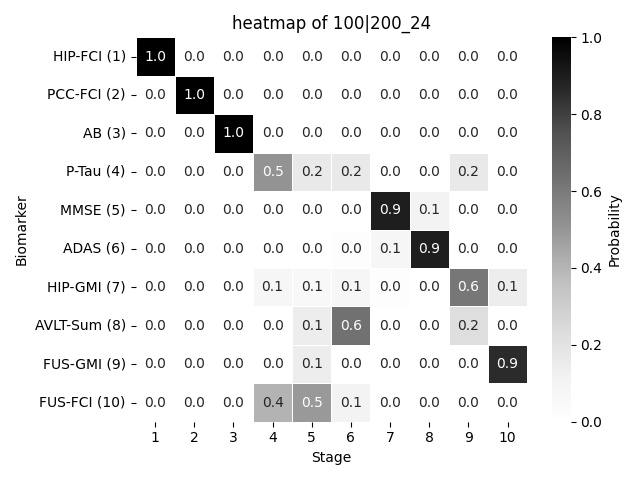 heatmap of 100|200_24
HIP-FCI (1) 1.0 0.0 0.0 0.0 0.0 0.0 0.0 0.0 0.0 0.0
PCC-FCI (2) 0.0 1.0 0.0 0.0 0.0 0.0 0.0 0.0 0.0 0.0
AB (3) 0.0 0.0 1.0 0.0 0.0 0.0 0.0 0.0 0.0 0.0
P-Tau (4) 0.0 0.0 0.0 0.5 0.2 0.2 0.0 0.0 0.2 0.0
MMSE (5) 0.0 0.0 0.0 0.0 0.0 0.0 0.9 0.1 0.0 0.0
ADAS (6) 0.0 0.0 0.0 0.0 0.0 0.0 0.1 0.9 0.0 0.0
HIP-GMI (7) 0.0 0.0 0.0 0.1 0.1 0.1 0.0 0.0 0.6 0.1
AVLT-Sum (8) 0.0 0.0 0.0 0.0 0.1 0.6 0.0 0.0 0.2 0.0
FUS-GMI (9) 0.0 0.0 0.0 0.0 0.1 0.0 0.0 0.0 0.0 0.9
FUS-FCI (10) 0.0 0.0 0.0 0.4 0.5 0.1 0.0 0.0 0.0 0.0
1 2 3 4 5 6 7 8 9 10
Stage
Biomarker
1.0
0.8
0.6
0.4
0.2
0.0
Probability